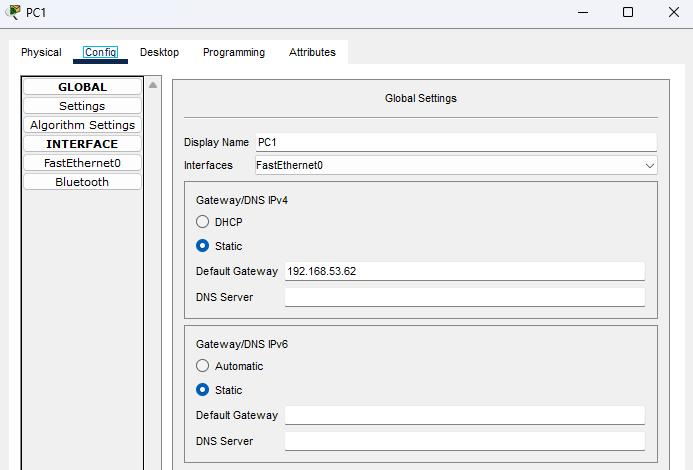 PC1
Physical Config Desktop Programming Attributes
GLOBAL
Settings
Algorithm Settings
INTERFACE
FastEthernet0
Bluetooth
Global Settings
Display Name PC1
Interfaces FastEthernet0
Gateway/DNS IPv4
DHCP
Static
Default Gateway 192.168.53.62
DNS Server
Gateway/DNS IPv6
Automatic
Static
Default Gateway
DNS Server